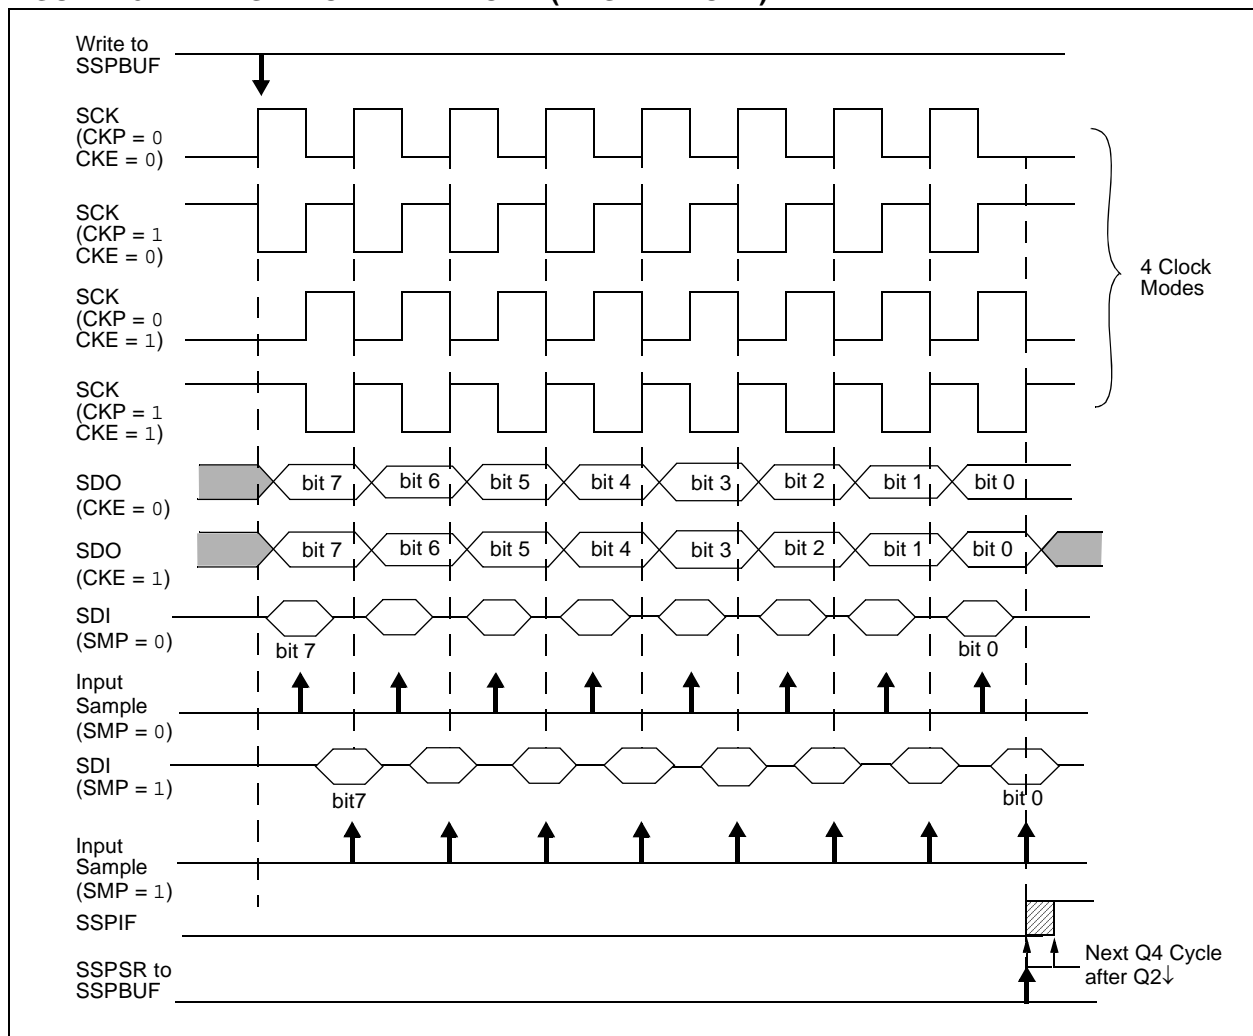 Write to
SSPBUF
SCK
(CKP = 0
CKE = 0)
SCK
(CKP = 1
CKE = 0)
4 Clock
Modes
SCK
(CKP = 0
CKE = 1)
SCK
(CKP = 1
CKE = 1)
SDO
(CKE = 0)
bit 7 bit 6 bit 5 bit 4 bit 3 bit 2 bit 1 bit 0
SDO
(CKE = 1)
bit 7 bit 6 bit 5 bit 4 bit 3 bit 2 bit 1 bit 0
SDI
(SMP = 0)
bit 7 bit 0
Input
Sample
(SMP = 0)
SDI
(SMP = 1)
bit7 bit 0
Input
Sample
(SMP = 1)
SSPIF
Next Q4 Cycle
after Q2↓
SSPSR to
SSPBUF